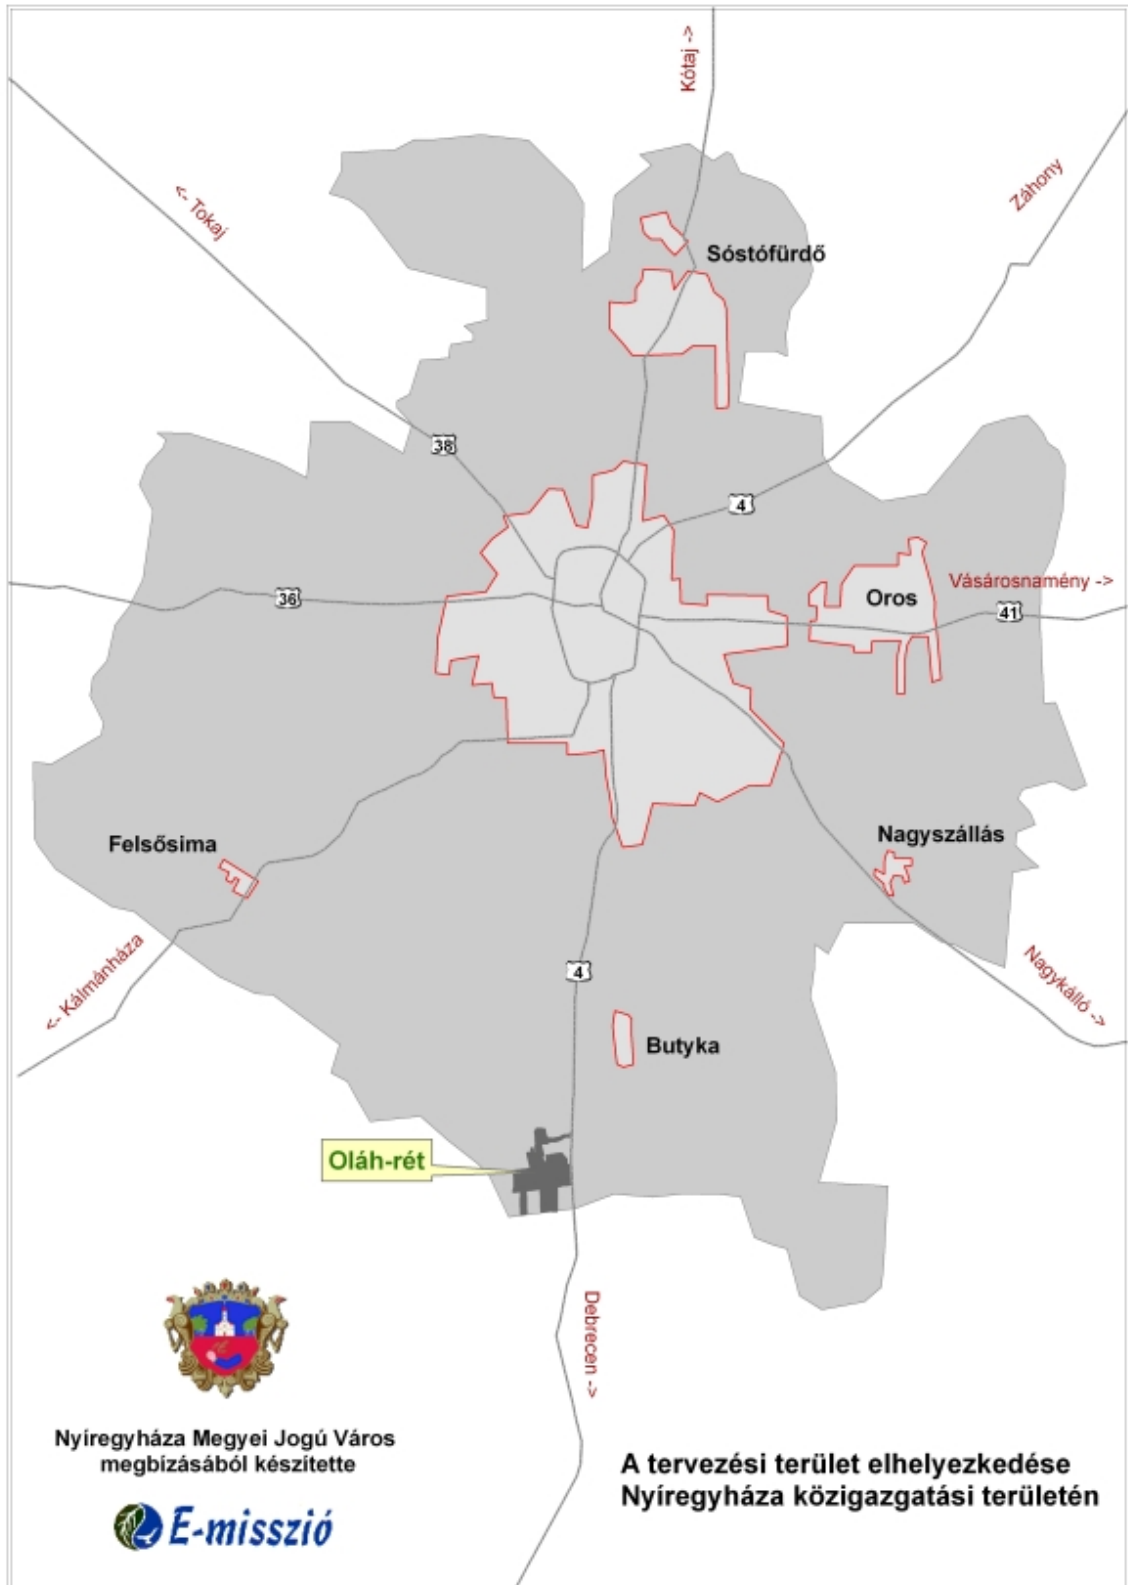 Kótaj ->
Záhony
<- Tokaj
Sóstófürdő
38
4
Vásárosnamény ->
36
Oros
41
Felsősima
Nagyszállás
<- Kálmánháza
Nagykálló ->
4
Butyka
Oláh-rét
Debrecen ->
Nyíregyháza Megyei Jogú Város
megbízásából készítette
E-misszió
A tervezési terület elhelyezkedése
Nyíregyháza közigazgatási területén